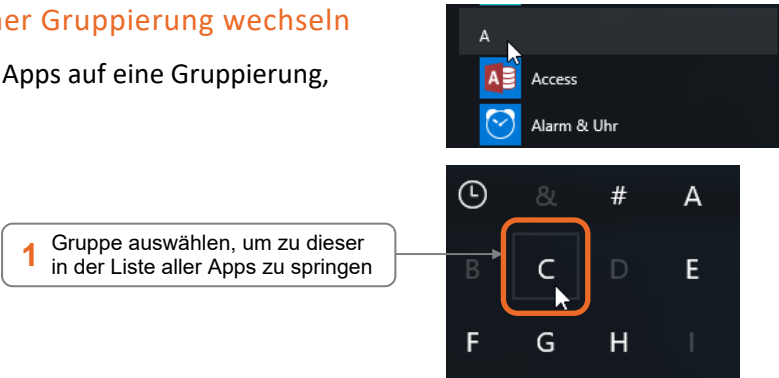 ner Gruppierung wechseln
Apps auf eine Gruppierung,
A
Access
Alarm & Uhr
1 Gruppe auswählen, um zu dieser
in der Liste aller Apps zu springen
& # A
B C D E
F G H I